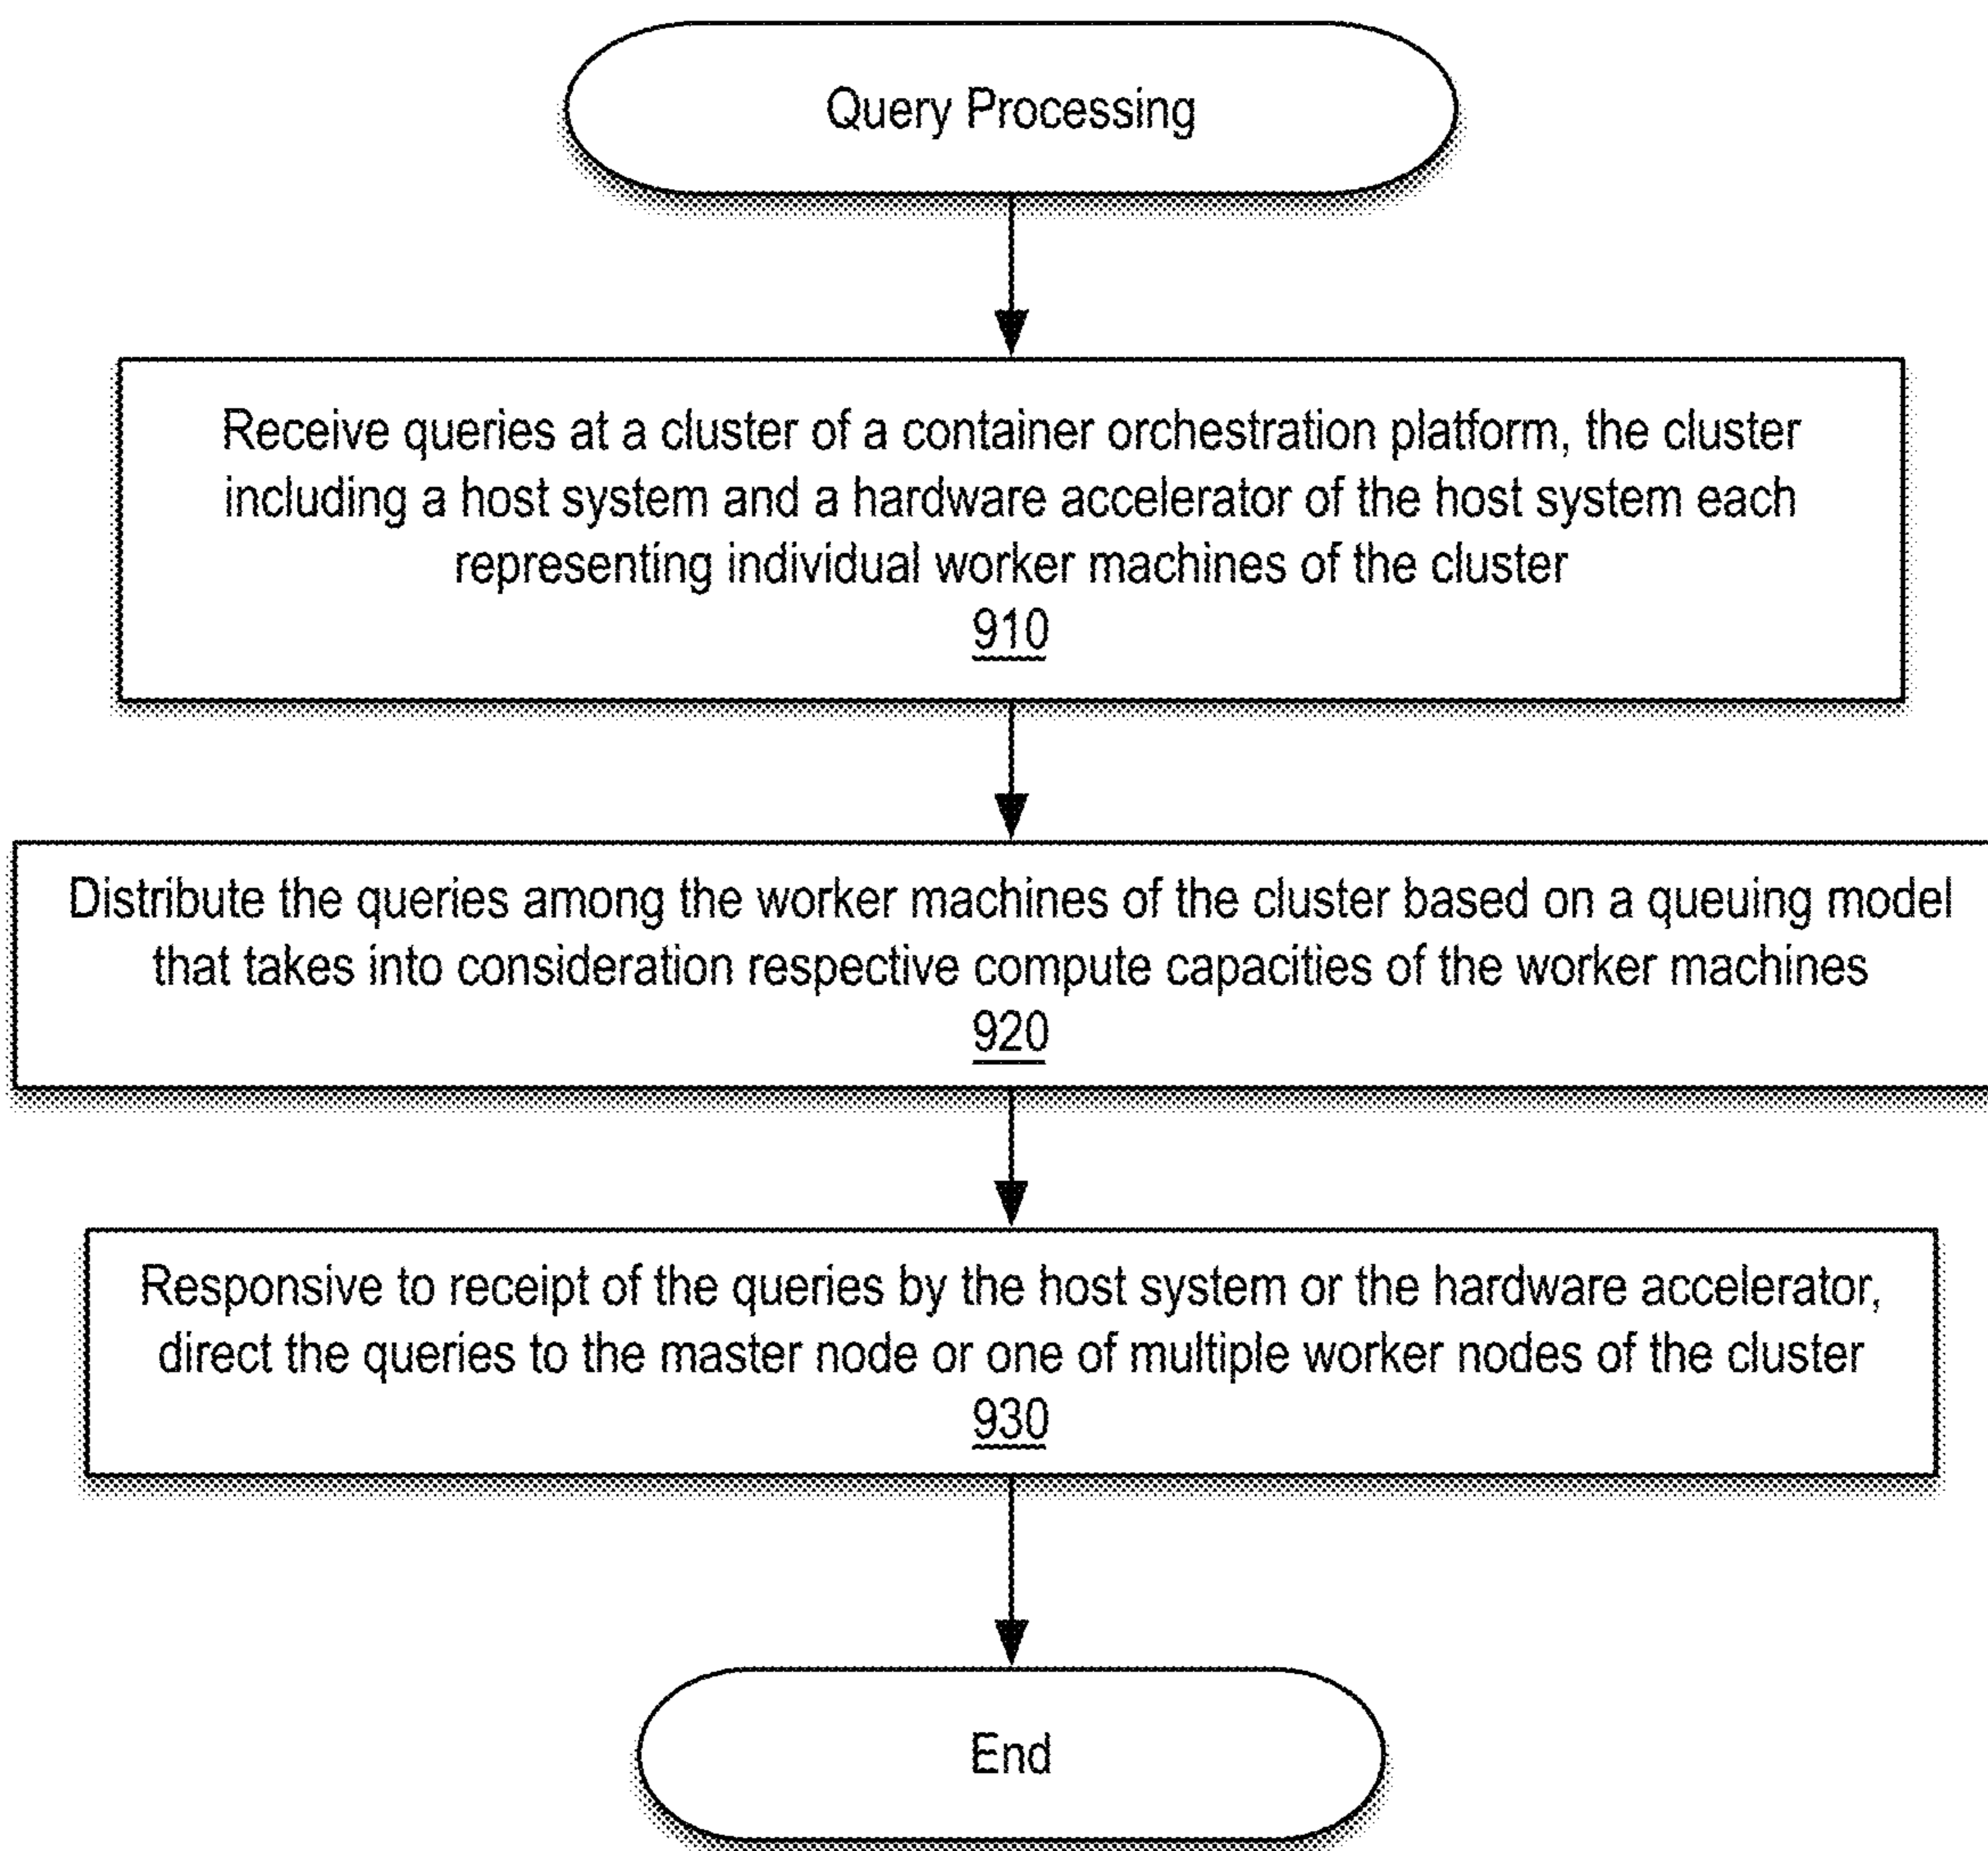 Query Processing
Receive queries at a cluster of a container orchestration platform, the cluster
including a host system and a hardware accelerator of the host system each
representing individual worker machines of the cluster
910
Distribute the queries among the worker machines of the cluster based on a queuing model
that takes into consideration respective compute capacities of the worker machines
920
Responsive to receipt of the queries by the host system or the hardware accelerator,
direct the queries to the master node or one of multiple worker nodes of the cluster
930
End